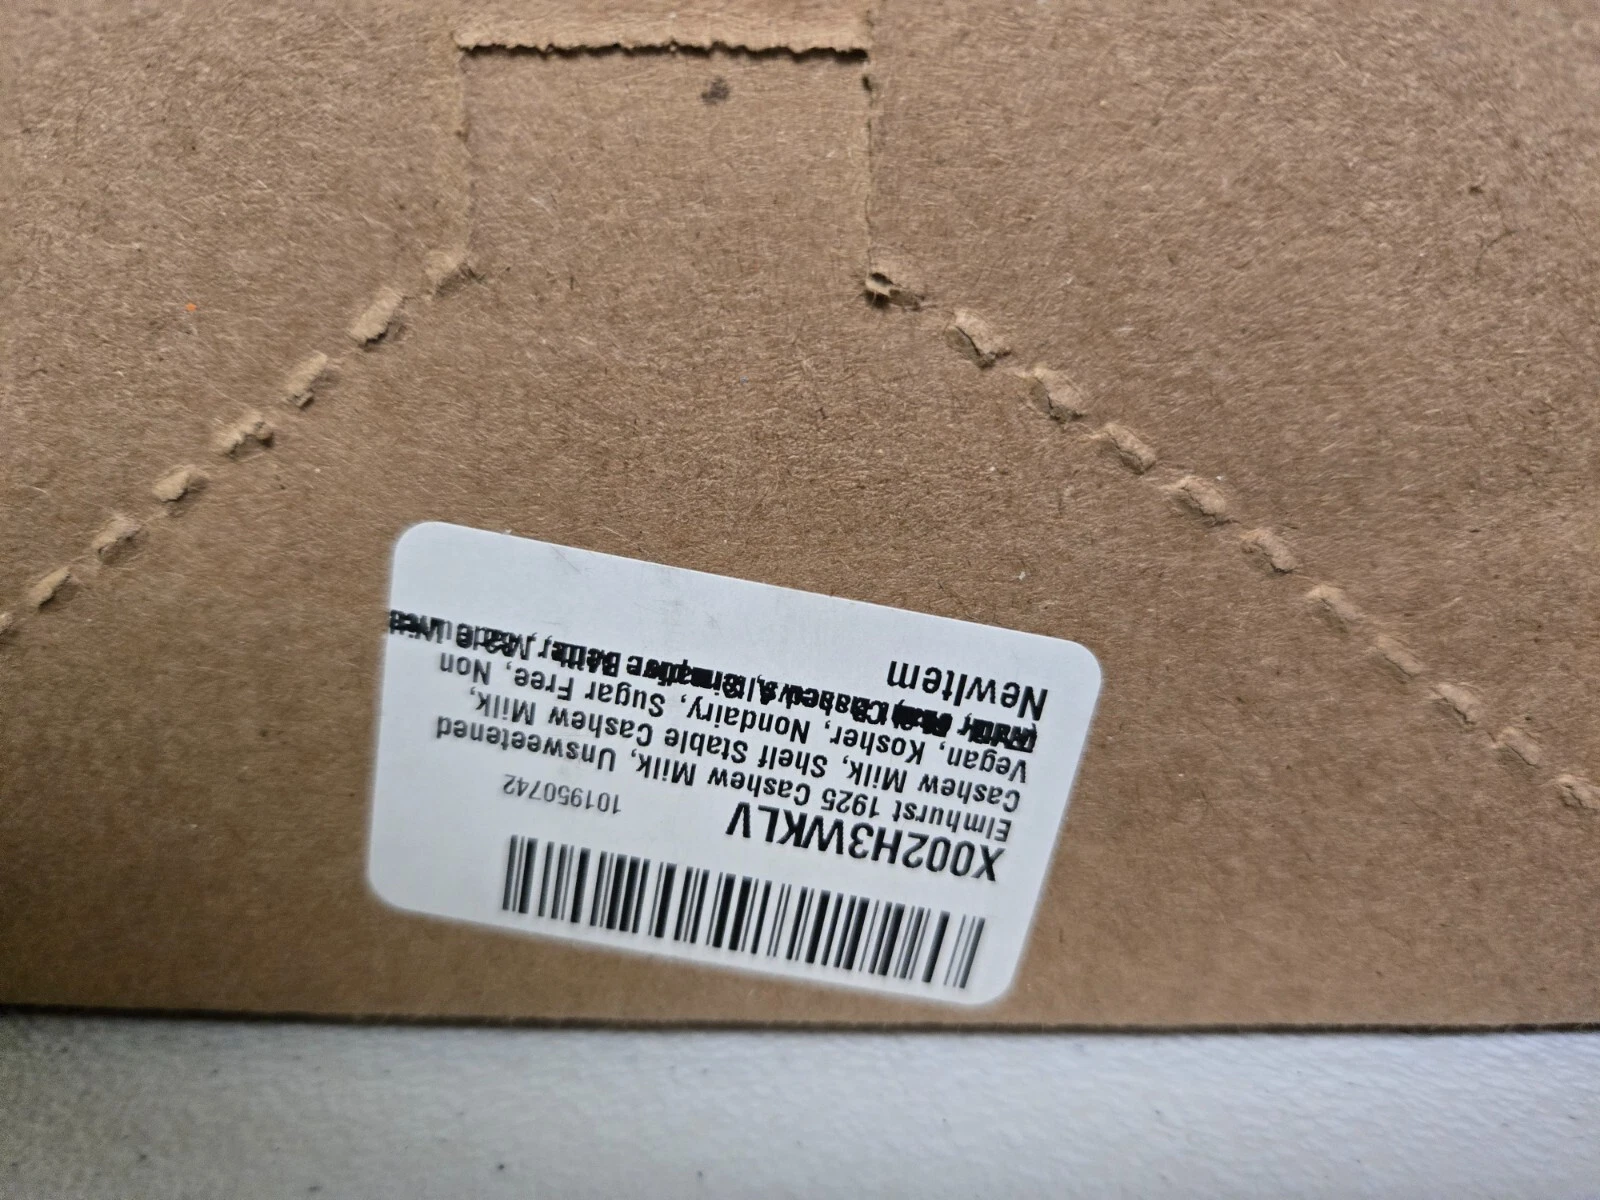 X002H3WKLV
101950742
Elmhurst 1925 Cashew Milk, Unsweetened
Cashew Milk, Shelf Stable Cashew Milk,
Vegan, Kosher, Nondairy, Sugar Free, Non
NewItem